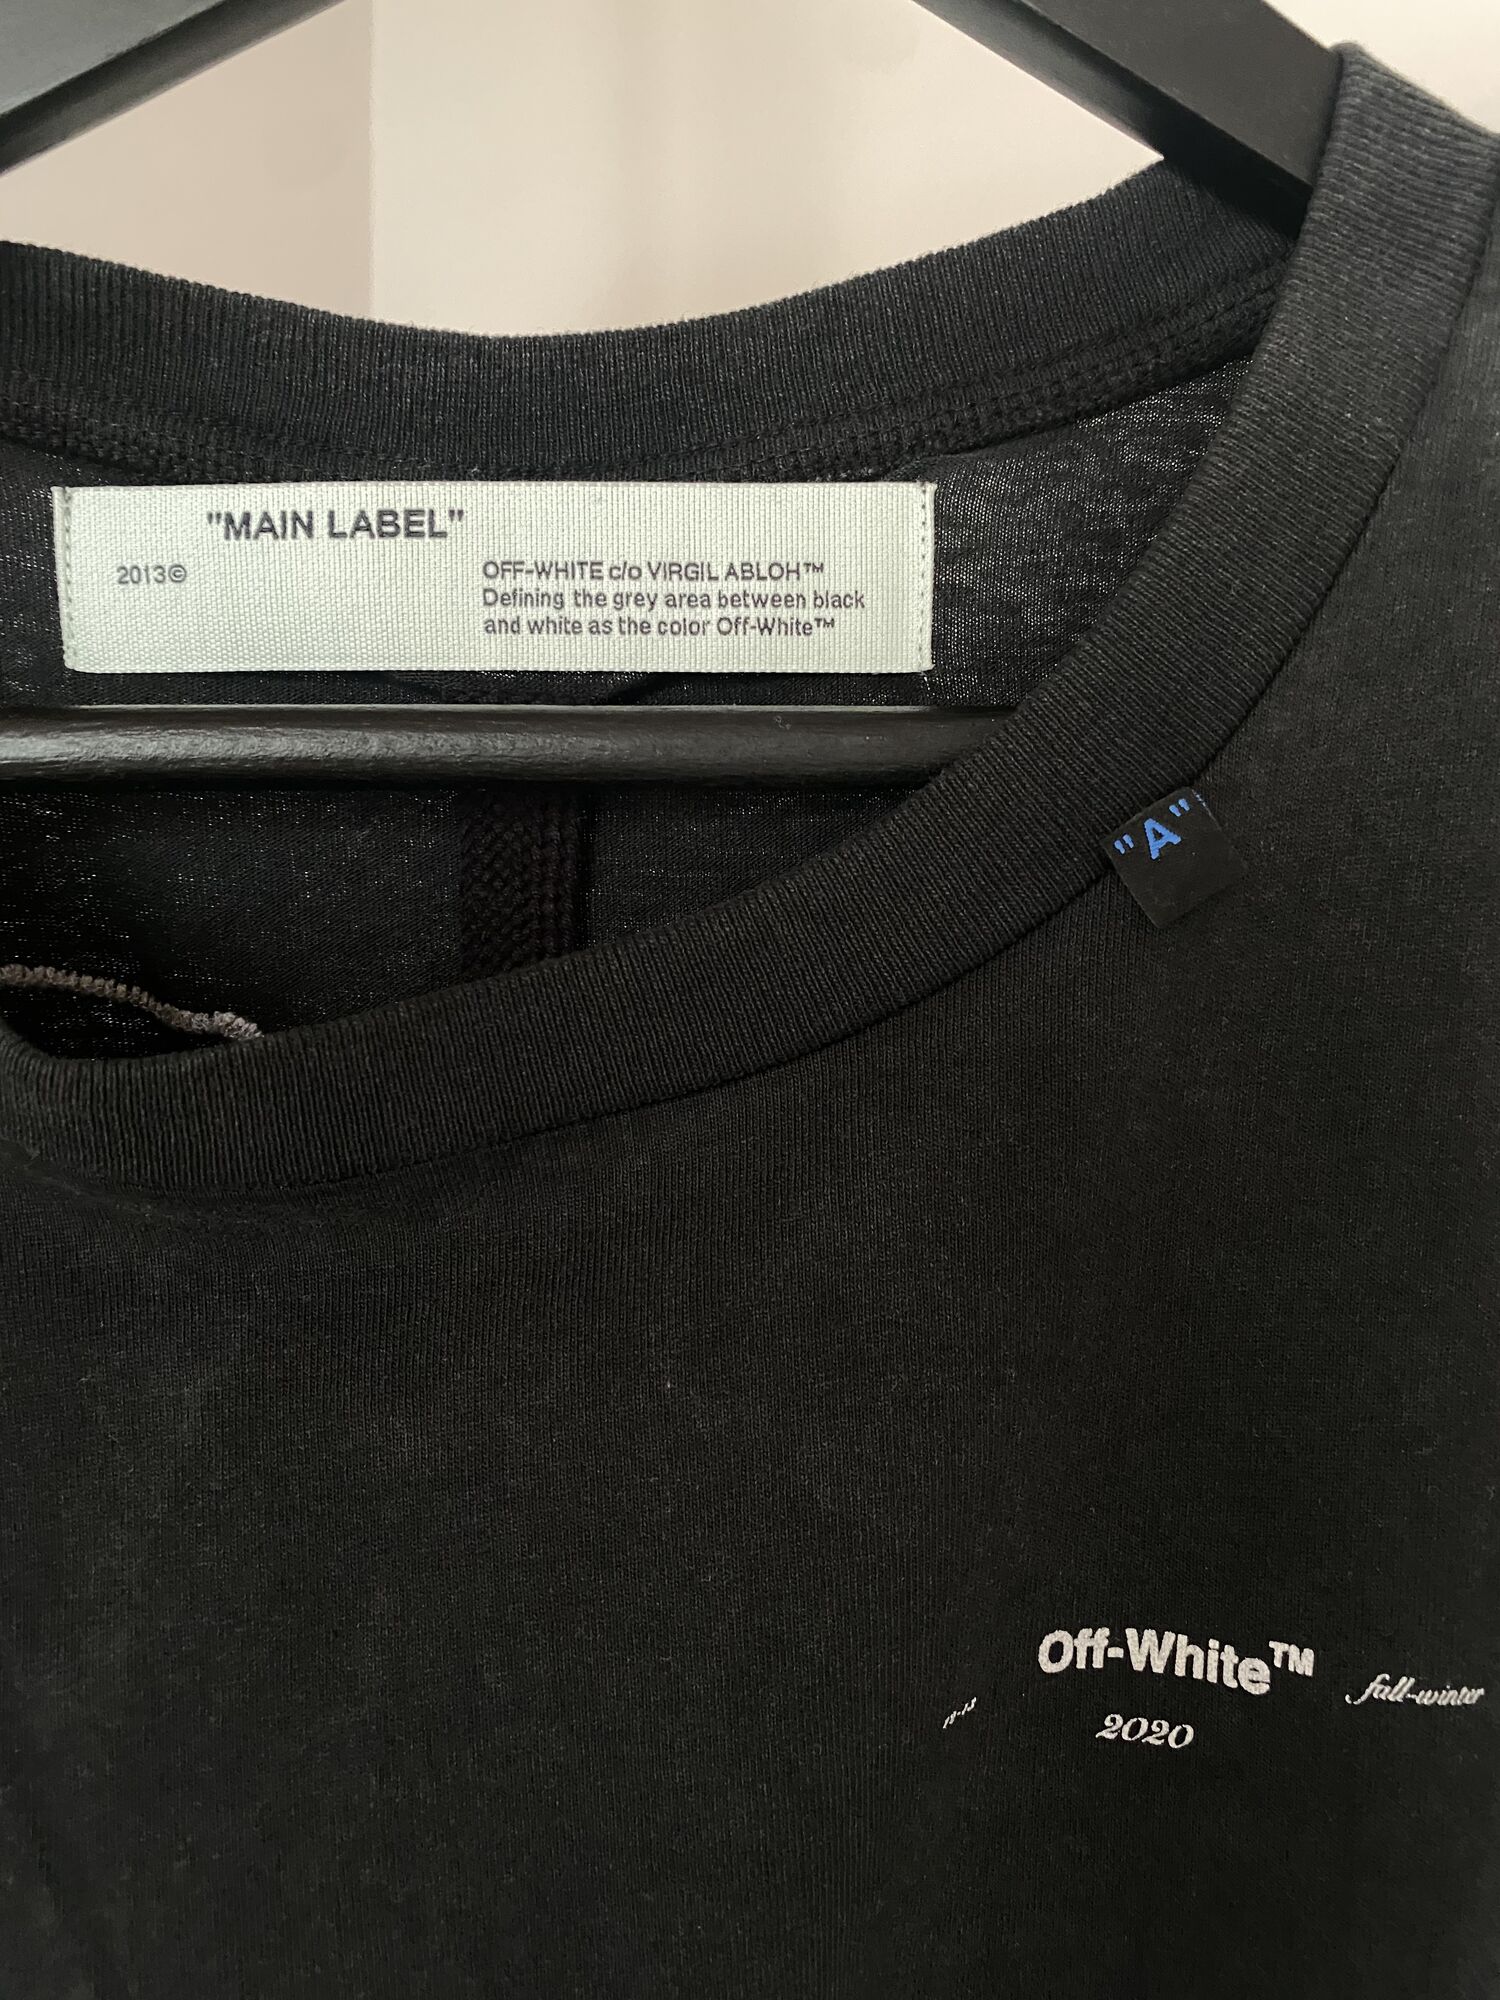 "MAIN LABEL"
2013©
OFF-WHITE c/o VIRGIL ABLOH™
Defining the grey area between black
and white as the color Off-White™
"A"
Off-White™
fall-winter
2020